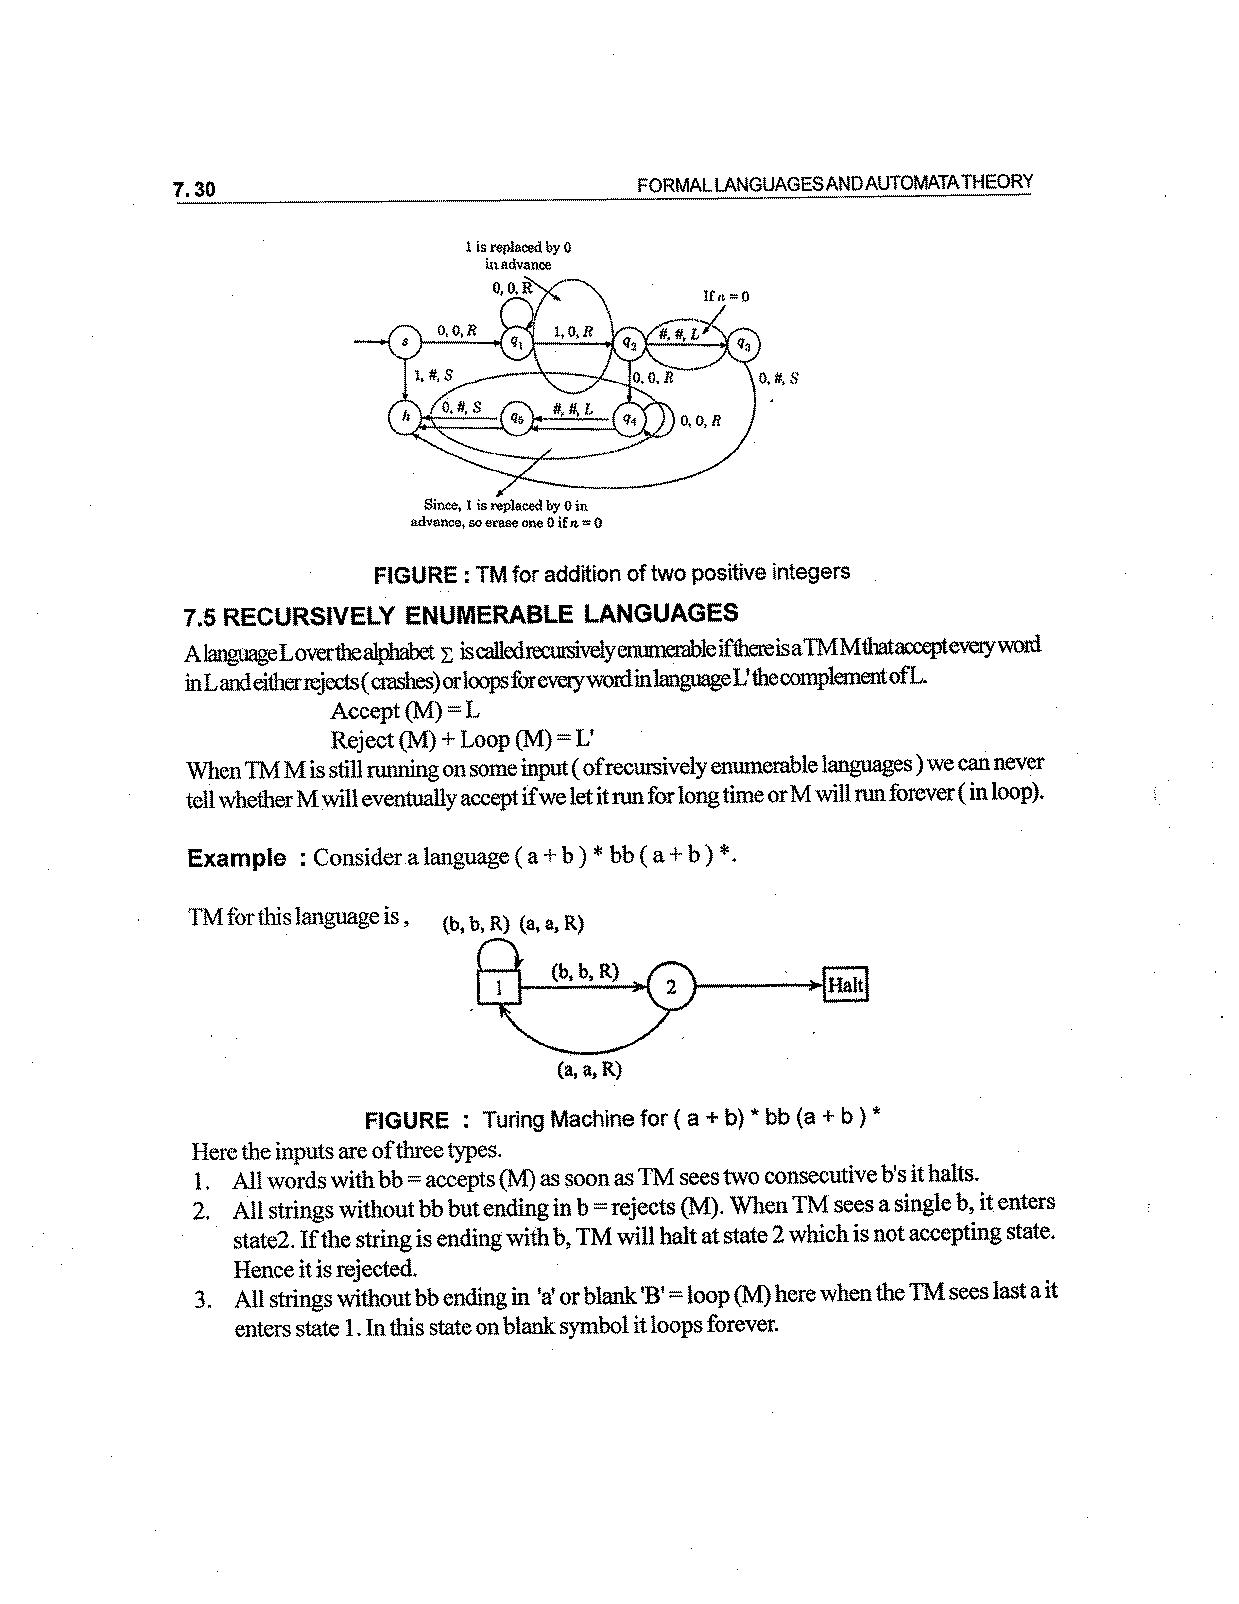 7.30 FORMAL LANGUAGES AND AUTOMATA THEORY
1 is replaced by 0
in advance
0, 0, R
If n = 0
s 0, 0, R q1 1, 0, R q2 #, #, L q3
1, #, S 0, 0, R 0, #, S
h 0, #, S q5 #, #, L q4 0, 0, R
Since, 1 is replaced by 0 in
advance, so erase one 0 if n = 0
FIGURE : TM for addition of two positive integers
7.5 RECURSIVELY ENUMERABLE LANGUAGES
A language L over the alphabet Σ is called recursively enumerable if there is a TM M that accept every word
in L and either rejects ( crashes) or loops for every word in language L' the complement of L.
Accept (M) = L
Reject (M) + Loop (M) = L'
When TM M is still running on some input ( of recursively enumerable languages ) we can never
tell whether M will eventually accept if we let it run for long time or M will run forever ( in loop).
Example : Consider a language ( a + b ) * bb ( a + b ) *.
TM for this language is , (b, b, R) (a, a, R)
(b, b, R)
1 2 Halt
(a, a, R)
FIGURE : Turing Machine for ( a + b) * bb (a + b ) *
Here the inputs are of three types.
1. All words with bb = accepts (M) as soon as TM sees two consecutive b's it halts.
2. All strings without bb but ending in b = rejects (M). When TM sees a single b, it enters
state2. If the string is ending with b, TM will halt at state 2 which is not accepting state.
Hence it is rejected.
3. All strings without bb ending in 'a' or blank 'B' = loop (M) here when the TM sees last a it
enters state 1. In this state on blank symbol it loops forever.